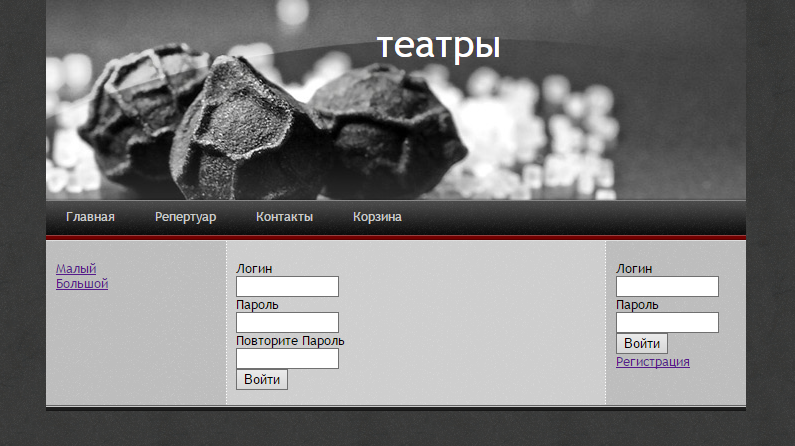 театры
Главная Репертуар Контакты Корзина
Малый
Большой
Логин
Пароль
Повторите Пароль
Войти
Логин
Пароль
Войти
Регистрация